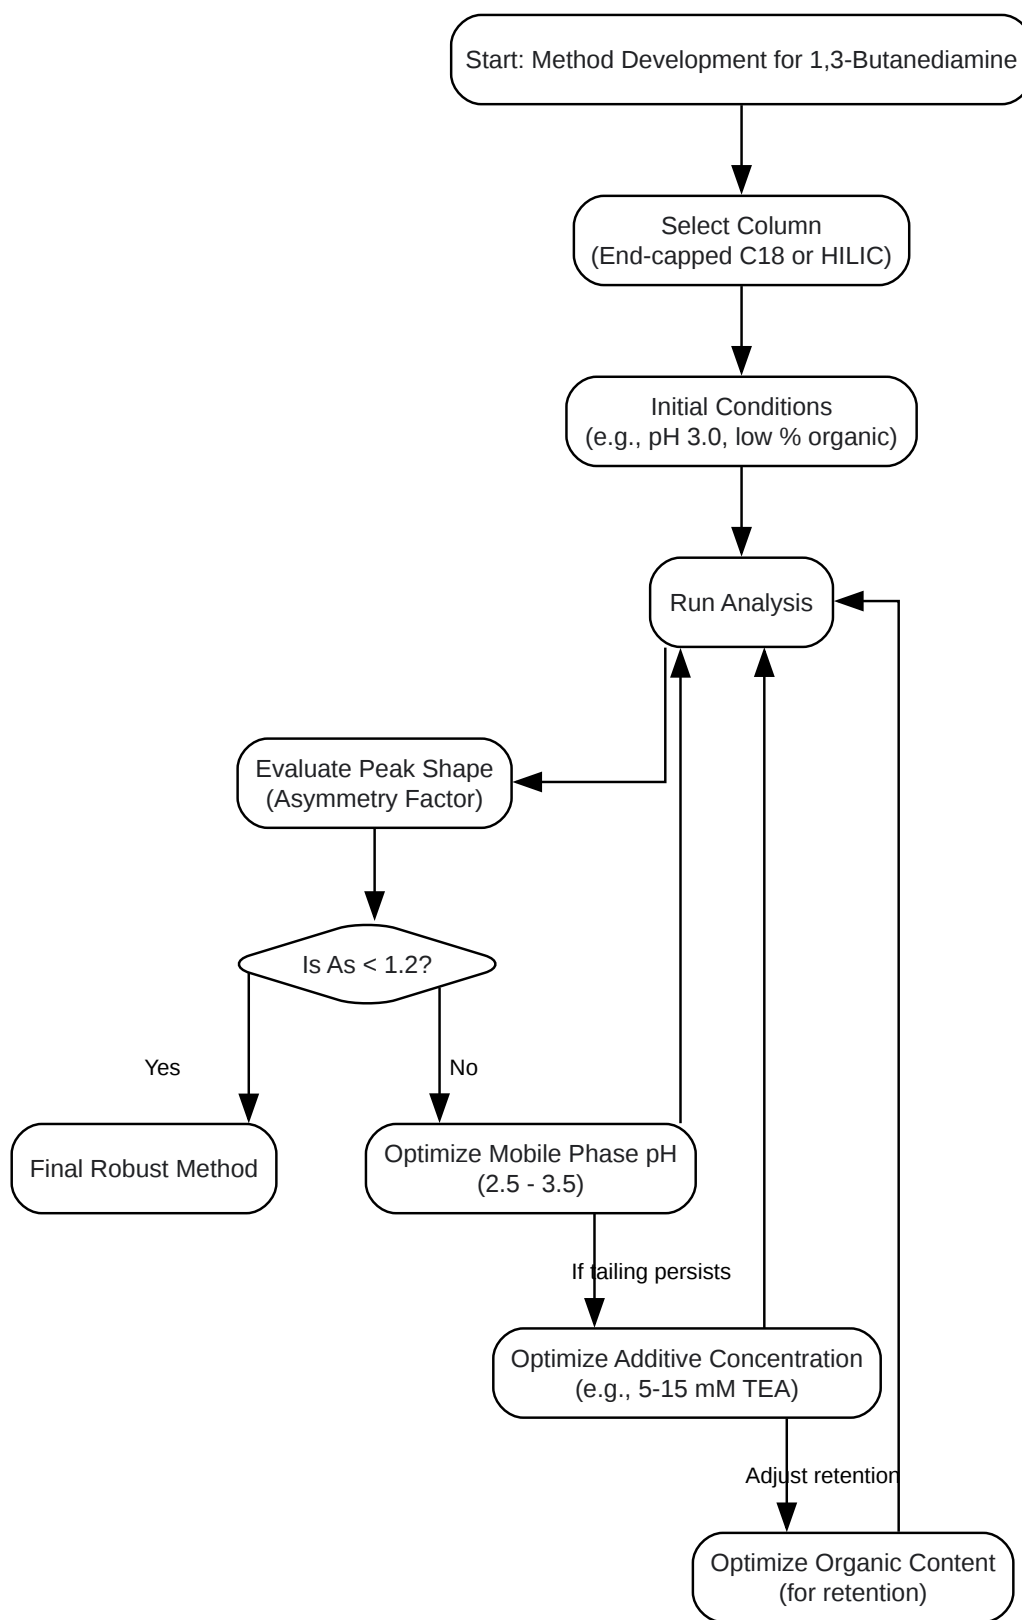 Start: Method Development for 1,3-Butanediamine
Select Column
(End-capped C18 or HILIC)
Initial Conditions
(e.g., pH 3.0, low % organic)
Run Analysis
Evaluate Peak Shape
(Asymmetry Factor)
Is As < 1.2?
Yes
No
Final Robust Method
Optimize Mobile Phase pH
(2.5 - 3.5)
If tailing persists
Optimize Additive Concentration
(e.g., 5-15 mM TEA)
Adjust retention
Optimize Organic Content
(for retention)